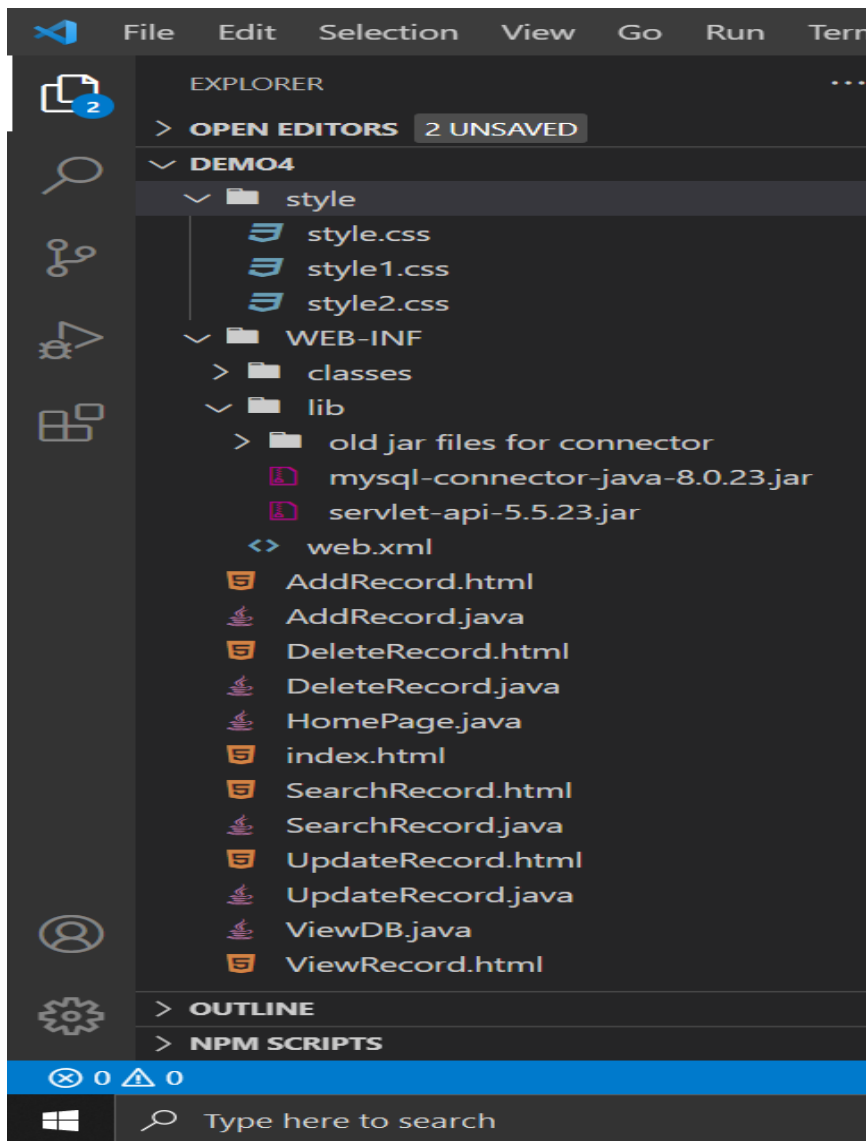 File Edit Selection View Go Run
2
EXPLORER ...
> OPEN EDITORS 2 UNSAVED
DEMO4
style
style.css
style1.css
style2.css
WEB-INF
> classes
lib
> old jar files for connector
mysql-connector-java-8.0.23.jar
servlet-api-5.5.23.jar
<> web.xml
AddRecord.html
AddRecord.java
DeleteRecord.html
DeleteRecord.java
HomePage.java
index.html
SearchRecord.html
SearchRecord.java
UpdateRecord.html
UpdateRecord.java
ViewDB.java
ViewRecord.html
> OUTLINE
> NPM SCRIPTS
0 0
Type here to search